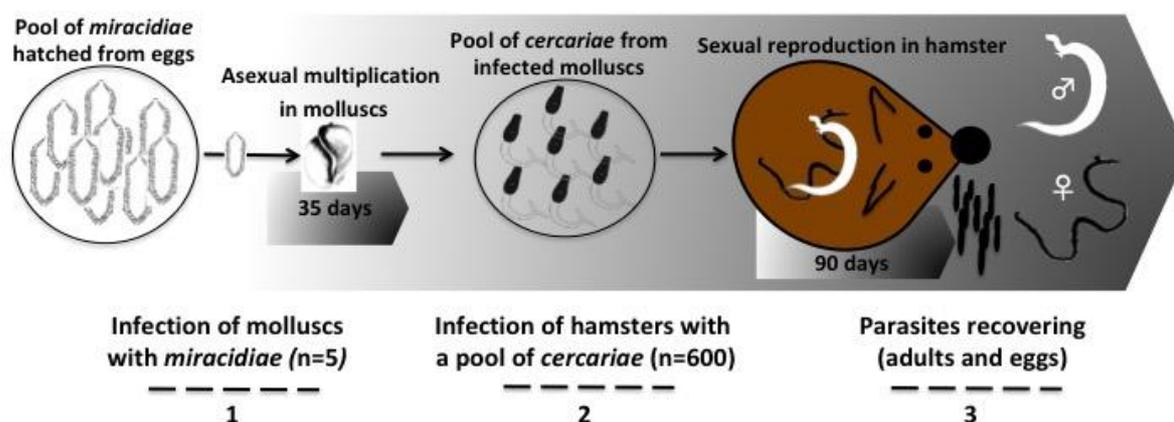 Pool of miracidiae
hatched from eggs
Asexual multiplication
in molluscs
35 days
Pool of cercariae from
infected molluscs
Sexual reproduction in hamster
♂
♀
90 days
Infection of molluscs
with miracidiae (n=5)
1
Infection of hamsters with
a pool of cercariae (n=600)
2
Parasites recovering
(adults and eggs)
3